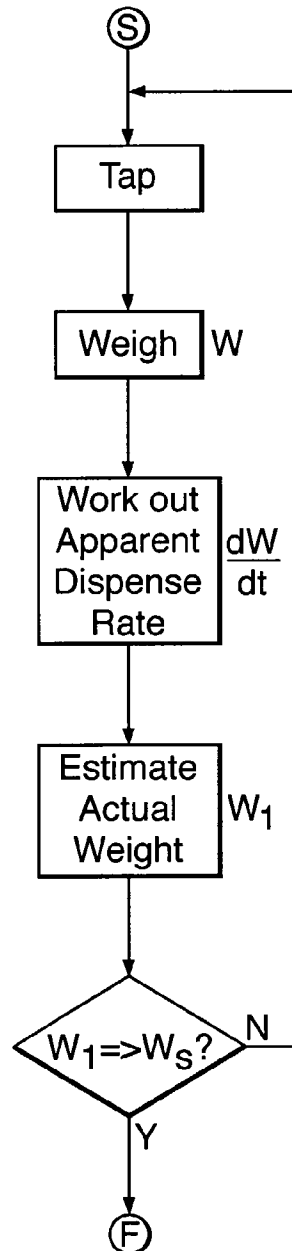 S
Tap
Weigh W
Work out
Apparent
Dispense
Rate
dW
dt
Estimate
Actual
Weight
W1
W1=>WS?
N
Y
F